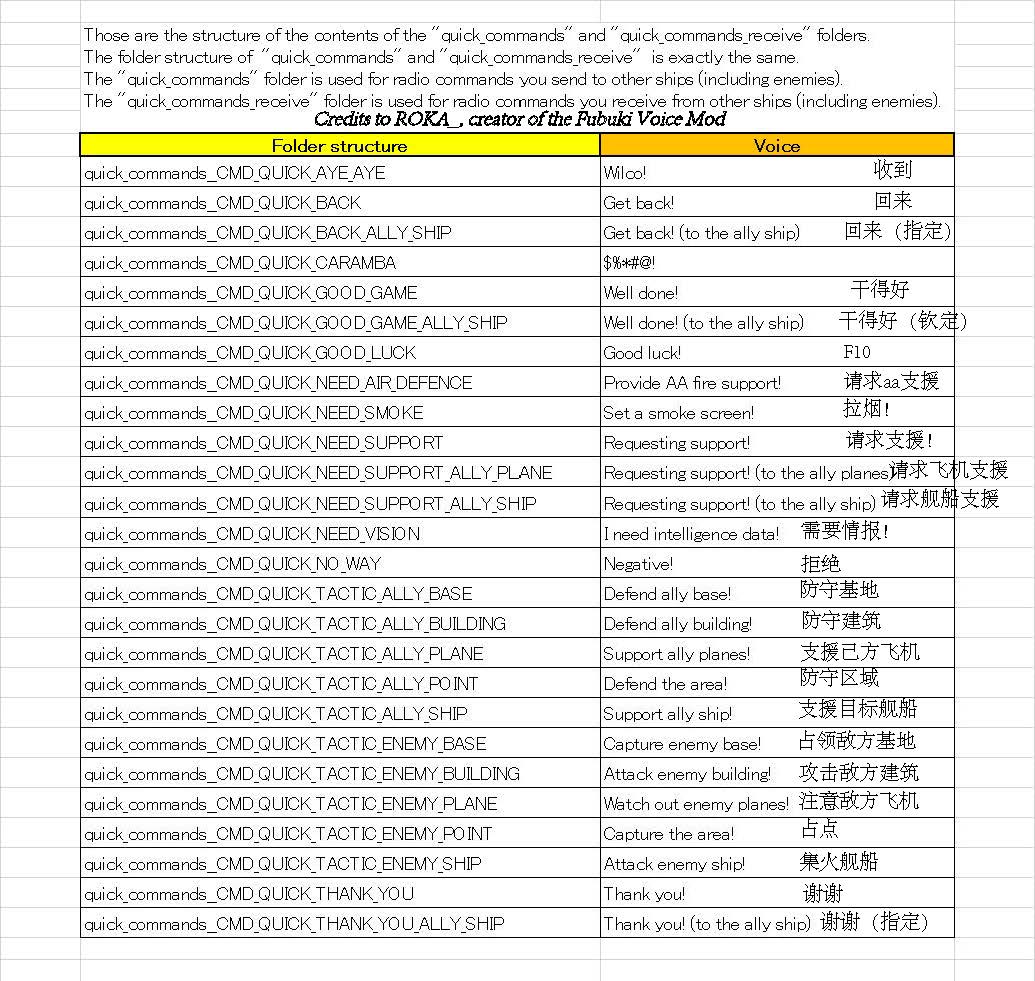 Those are the structure of the contents of the "quick_commands" and "quick_commands_receive" folders.
The folder structure of "quick_commands" and "quick_commands_receive" is exactly the same.
The "quick_commands" folder is used for radio commands you send to other ships (including enemies).
The "quick_commands_receive" folder is used for radio commands you receive from other ships (including enemies).
Credits to ROKA_, creator of the Fubuki Voice Mod
Folder structure Voice
quick_commands_CMD_QUICK_AYE_AYE Wilco! 收到
quick_commands_CMD_QUICK_BACK Get back! 回来
quick_commands_CMD_QUICK_BACK_ALLY_SHIP Get back! (to the ally ship) 回来（指定）
quick_commands_CMD_QUICK_CARAMBA $%*#@!
quick_commands_CMD_QUICK_GOOD_GAME Well done! 干得好
quick_commands_CMD_QUICK_GOOD_GAME_ALLY_SHIP Well done! (to the ally ship) 干得好（钦定）
quick_commands_CMD_QUICK_GOOD_LUCK Good luck! F10
quick_commands_CMD_QUICK_NEED_AIR_DEFENCE Provide AA fire support! 请求aa支援
quick_commands_CMD_QUICK_NEED_SMOKE Set a smoke screen! 拉烟！
quick_commands_CMD_QUICK_NEED_SUPPORT Requesting support! 请求支援！
quick_commands_CMD_QUICK_NEED_SUPPORT_ALLY_PLANE Requesting support! (to the ally planes) 请求飞机支援
quick_commands_CMD_QUICK_NEED_SUPPORT_ALLY_SHIP Requesting support! (to the ally ship) 请求舰船支援
quick_commands_CMD_QUICK_NEED_VISION I need intelligence data! 需要情报！
quick_commands_CMD_QUICK_NO_WAY Negative! 拒绝
quick_commands_CMD_QUICK_TACTIC_ALLY_BASE Defend ally base! 防守基地
quick_commands_CMD_QUICK_TACTIC_ALLY_BUILDING Defend ally building! 防守建筑
quick_commands_CMD_QUICK_TACTIC_ALLY_PLANE Support ally planes! 支援己方飞机
quick_commands_CMD_QUICK_TACTIC_ALLY_POINT Defend the area! 防守区域
quick_commands_CMD_QUICK_TACTIC_ALLY_SHIP Support ally ship! 支援目标舰船
quick_commands_CMD_QUICK_TACTIC_ENEMY_BASE Capture enemy base! 占领敌方基地
quick_commands_CMD_QUICK_TACTIC_ENEMY_BUILDING Attack enemy building! 攻击敌方建筑
quick_commands_CMD_QUICK_TACTIC_ENEMY_PLANE Watch out enemy planes! 注意敌方飞机
quick_commands_CMD_QUICK_TACTIC_ENEMY_POINT Capture the area! 占点
quick_commands_CMD_QUICK_TACTIC_ENEMY_SHIP Attack enemy ship! 集火舰船
quick_commands_CMD_QUICK_THANK_YOU Thank you! 谢谢
quick_commands_CMD_QUICK_THANK_YOU_ALLY_SHIP Thank you! (to the ally ship) 谢谢（指定）